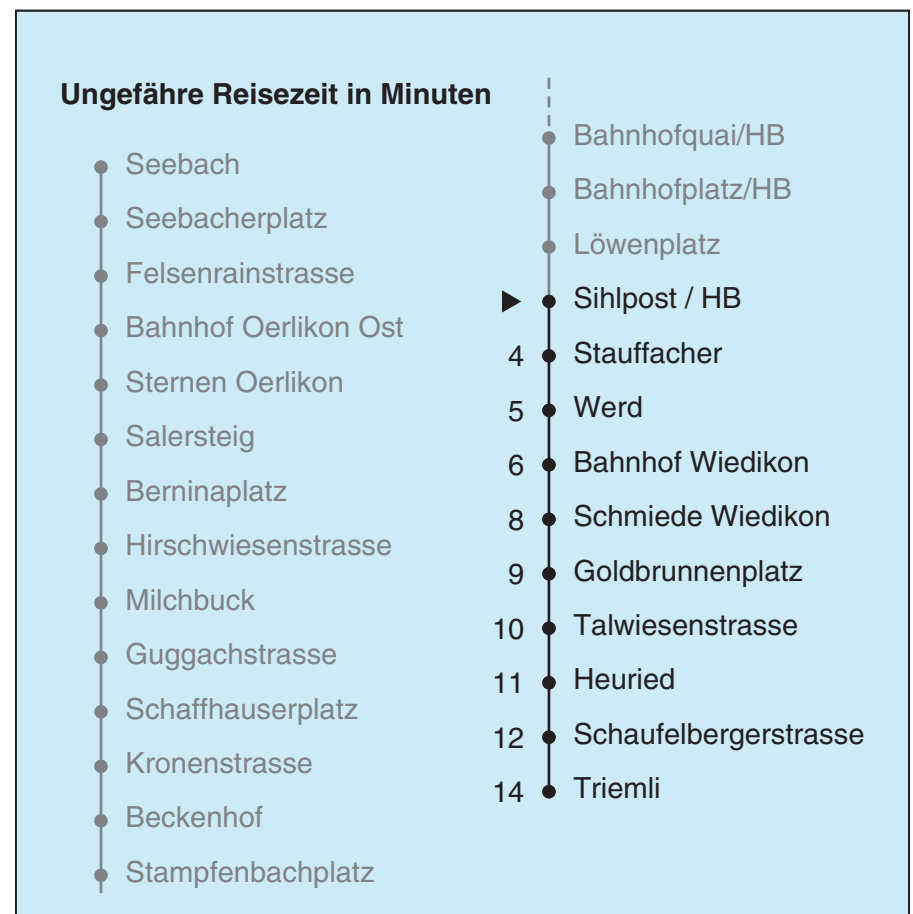 Ungefähre Reisezeit in Minuten
Seebach
Seebacherplatz
Felsenrainstrasse
Bahnhof Oerlikon Ost
Sternen Oerlikon
Salersteig
Berninaplatz
Hirschwiesenstrasse
Milchbuck
Guggachstrasse
Schaffhauserplatz
Kronenstrasse
Beckenhof
Stampfenbachplatz
Bahnhofquai/HB
Bahnhofplatz/HB
Löwenplatz
Sihlpost / HB
4 Stauffacher
5 Werd
6 Bahnhof Wiedikon
8 Schmiede Wiedikon
9 Goldbrunnenplatz
10 Talwiesenstrasse
11 Heuried
12 Schaufelbergerstrasse
14 Triemli